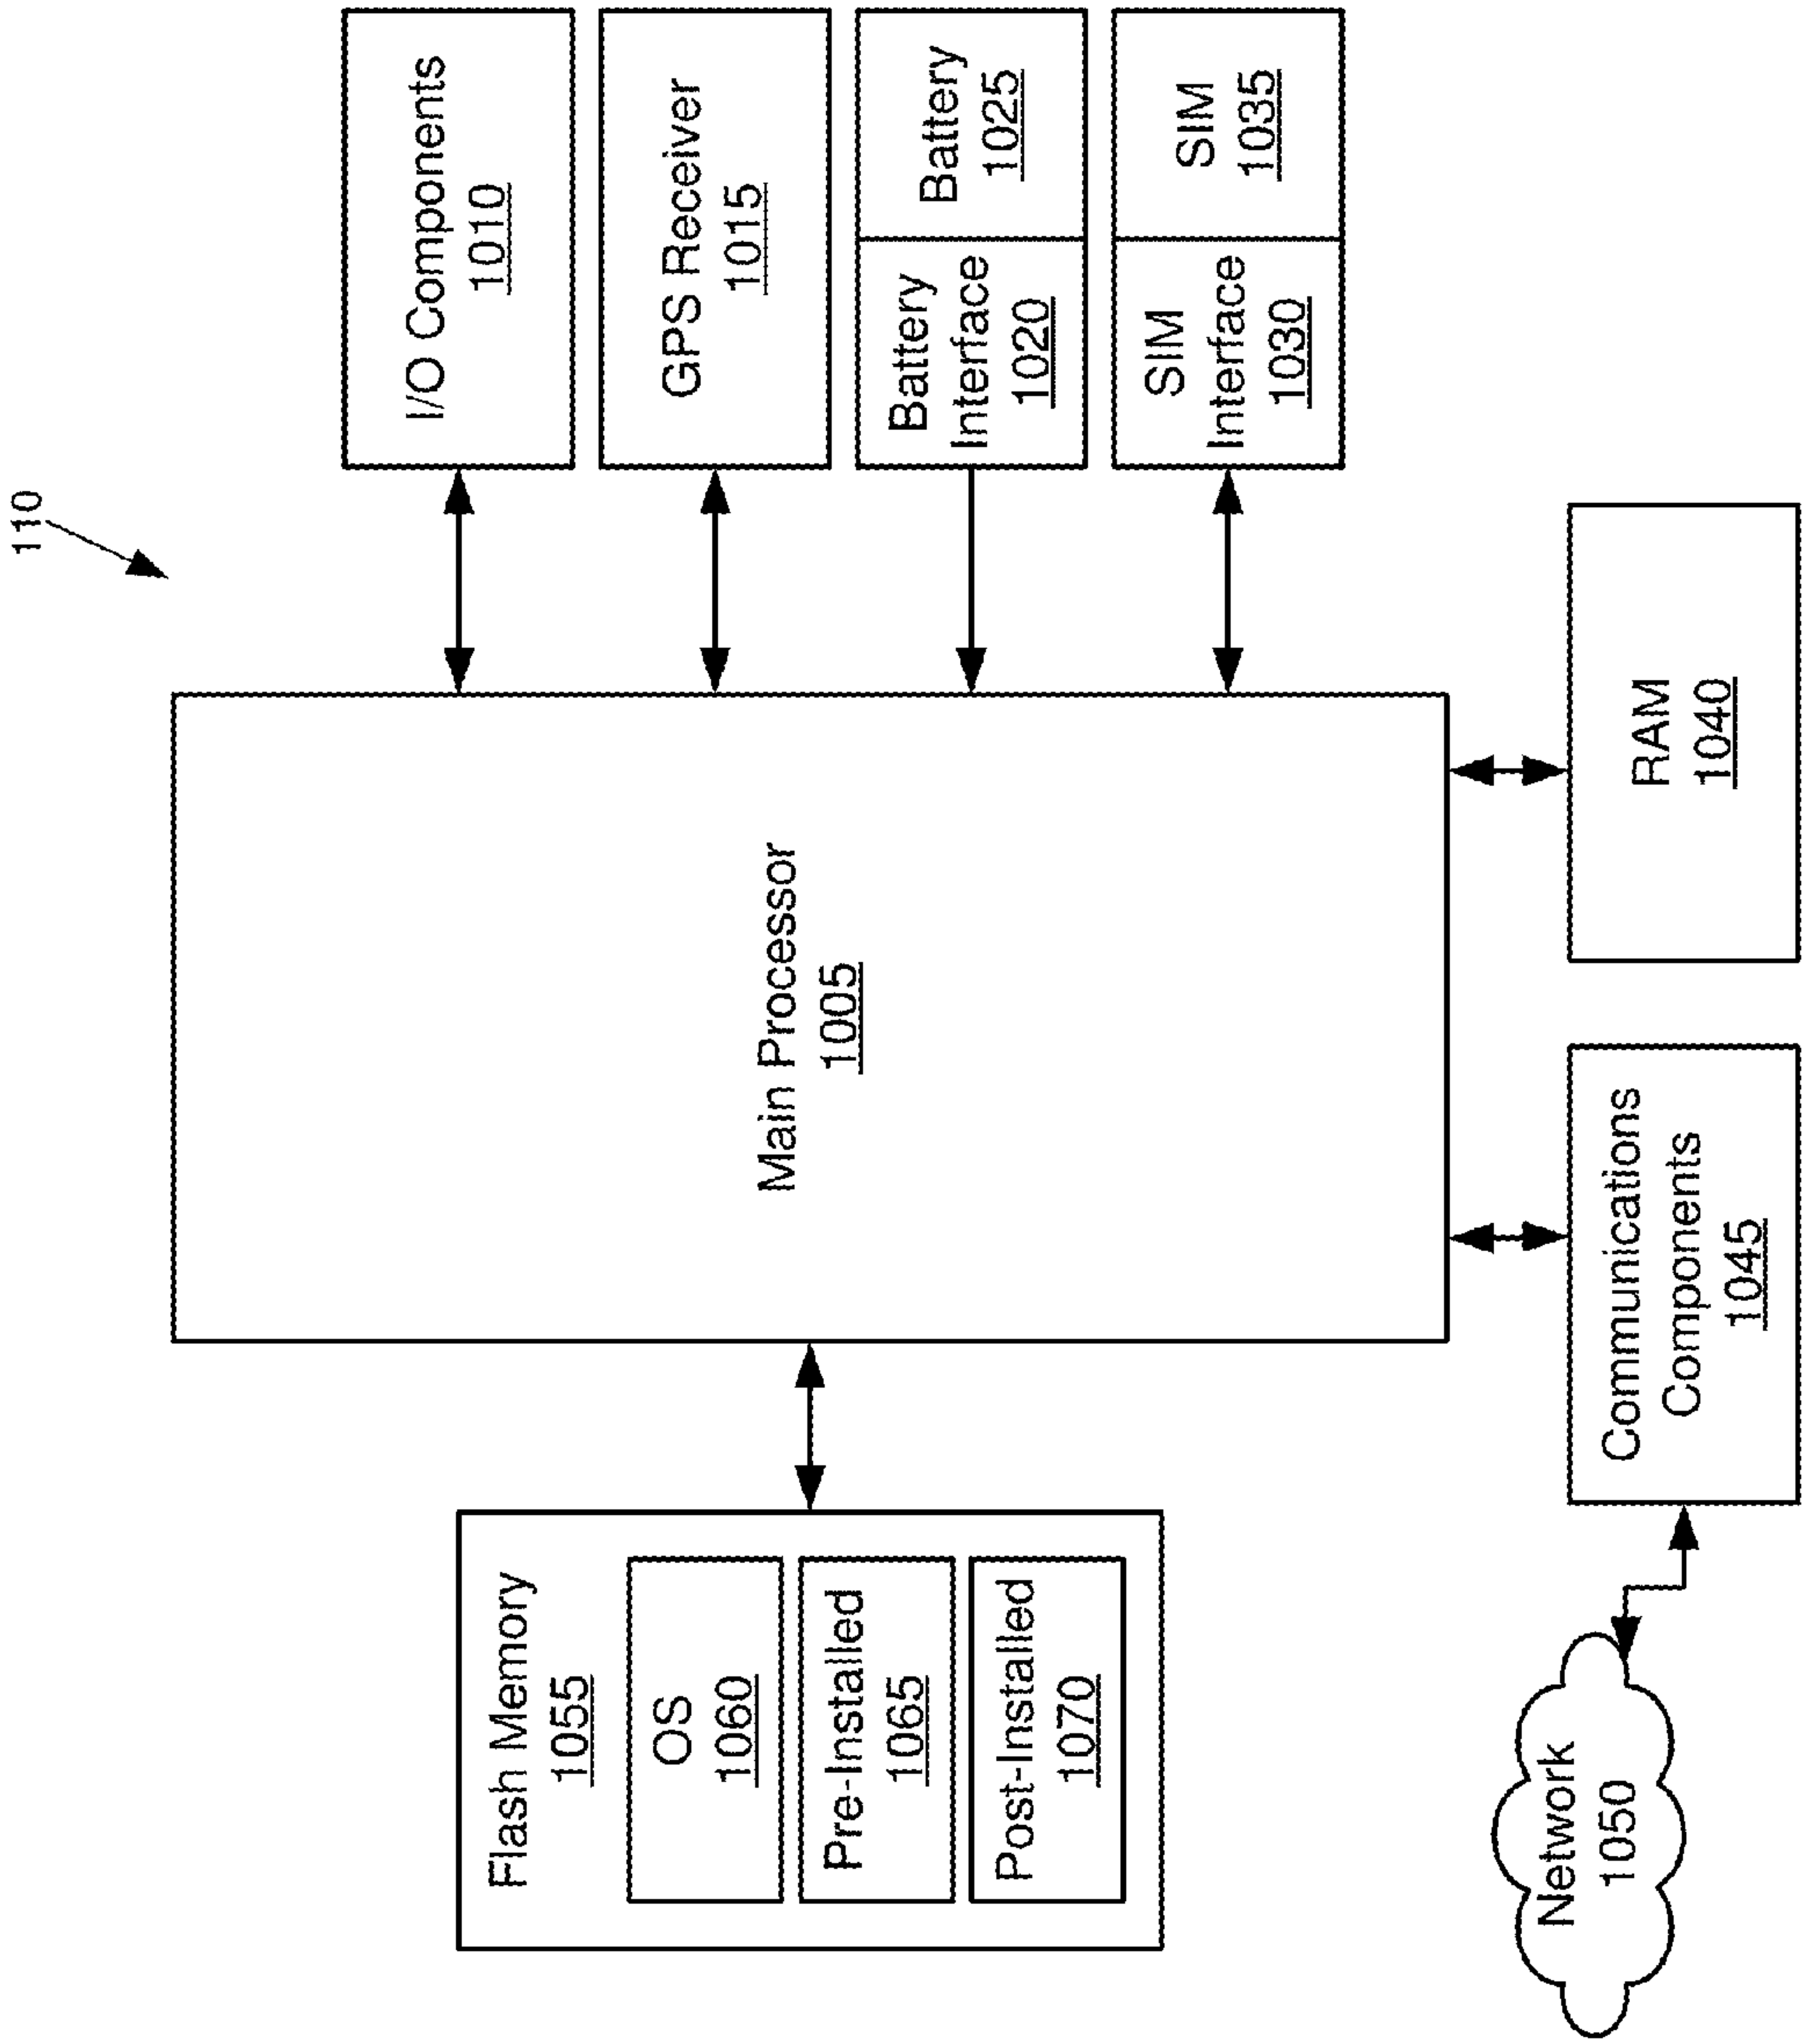 110
Flash Memory
1055
OS
1060
Pre-Installed
1065
Post-Installed
1070
Main Processor
1005
I/O Components
1010
GPS Receiver
1015
Battery
Interface
1020
Battery
1025
SIM
Interface
1030
SIM
1035
Network
1050
Communications
Components
1045
RAM
1040